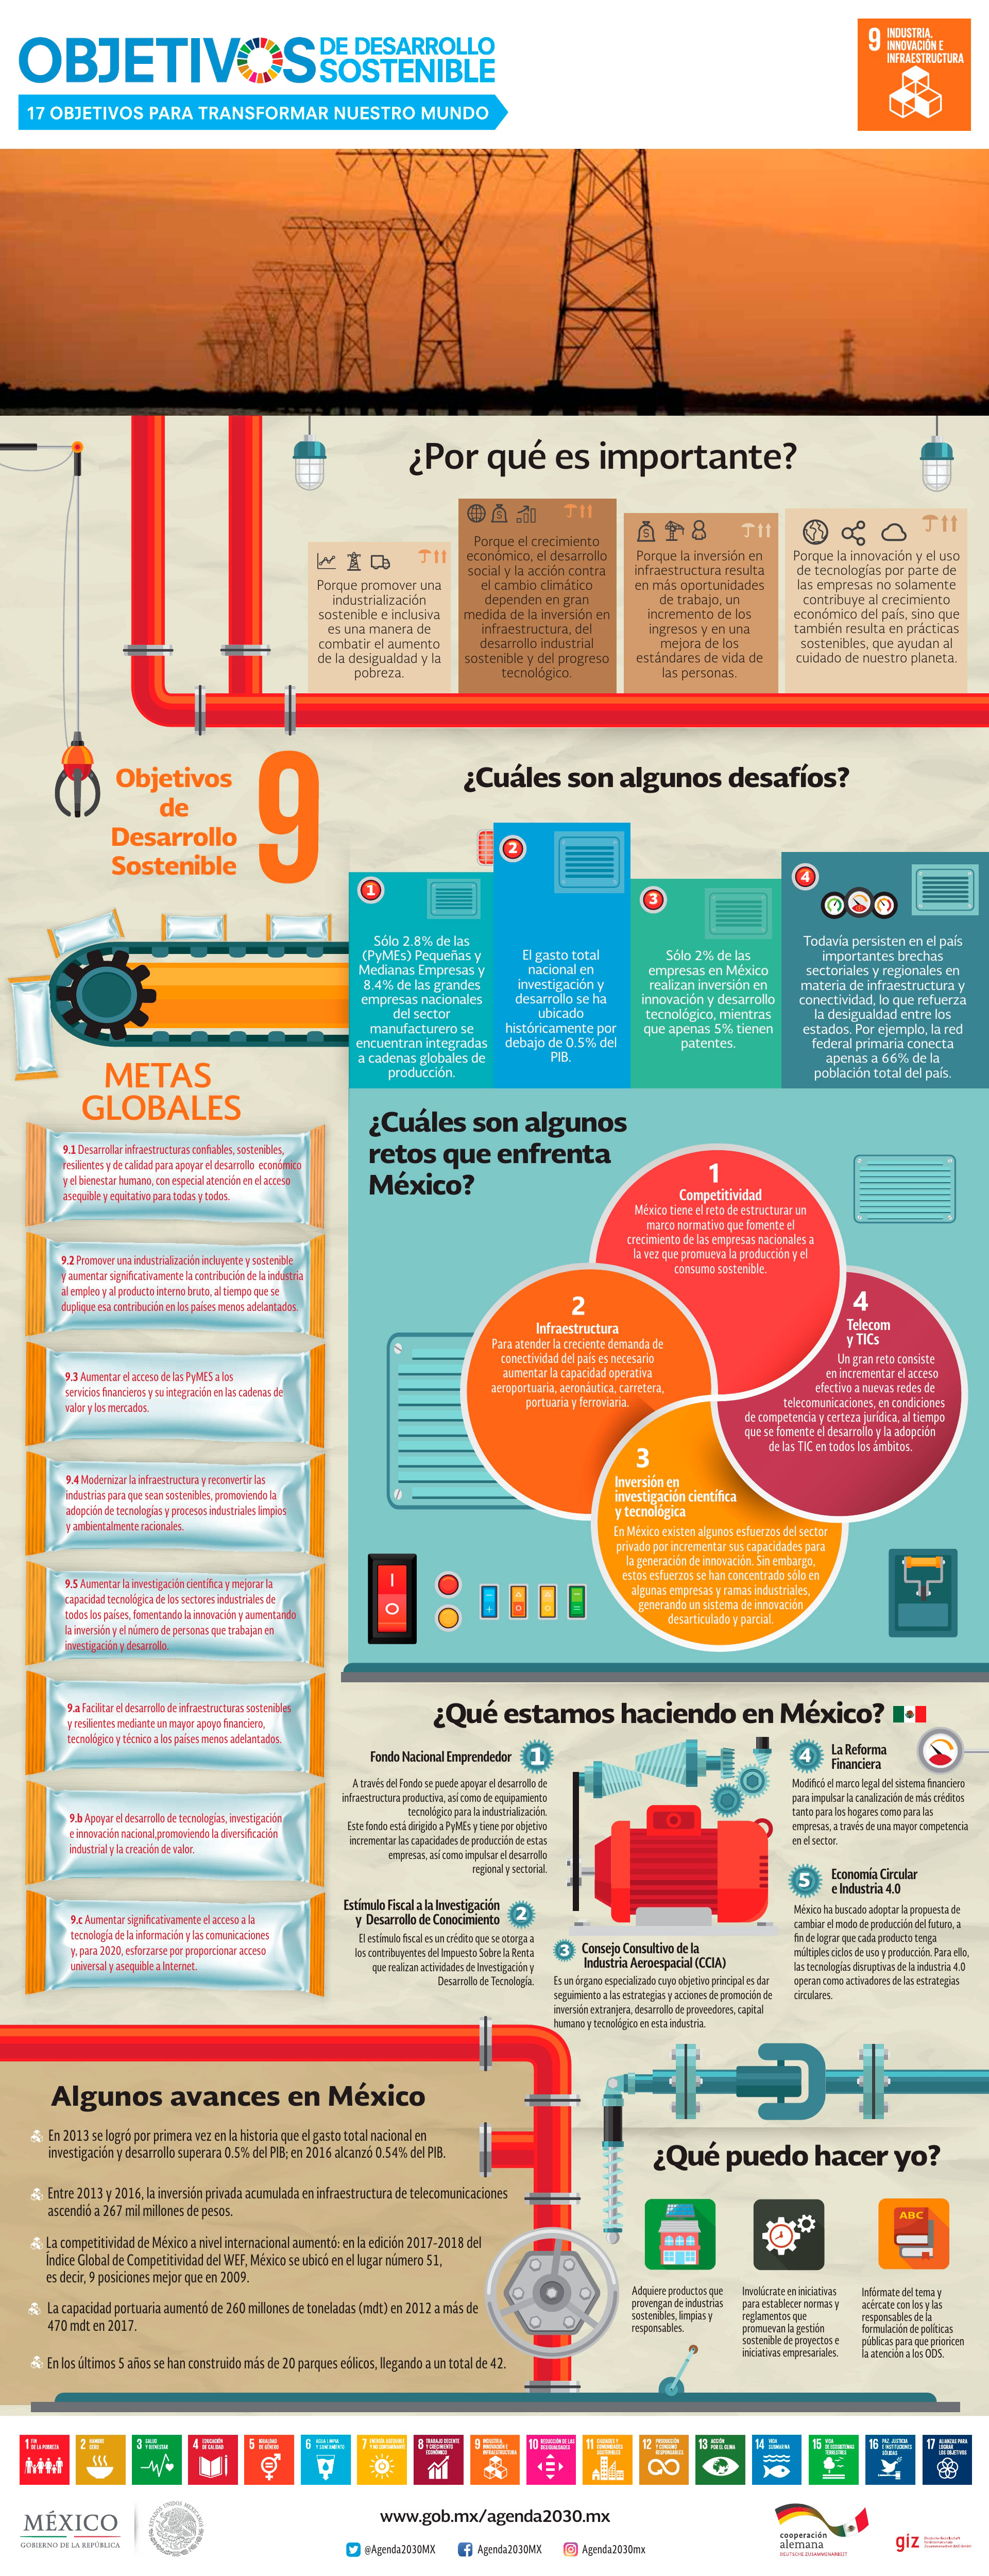 OBJETIVOS DE DESARROLLO
SOSTENIBLE
17 OBJETIVOS PARA TRANSFORMAR NUESTRO MUNDO
9 INDUSTRIA,
INNOVACIÓN E
INFRAESTRUCTURA
¿Por qué es importante?
Porque promover una
industrialización
sostenible e inclusiva
es una manera de
combatir el aumento
de la desigualdad y la
pobreza.
Porque el crecimiento
económico, el desarrollo
social y la acción contra
el cambio climático
dependen en gran
medida de la inversión en
infraestructura, del
desarrollo industrial
sostenible y del progreso
tecnológico.
Porque la inversión en
infraestructura resulta
en más oportunidades
de trabajo, un
incremento de los
ingresos y en una
mejora de los
estándares de vida de
las personas.
Porque la innovación y el uso
de tecnologías por parte de
las empresas no solamente
contribuye al crecimiento
económico del país, sino que
también resulta en prácticas
sostenibles, que ayudan al
cuidado de nuestro planeta.
Objetivos
de
Desarrollo
Sostenible
9
¿Cuáles son algunos desafíos?
1
Sólo 2.8% de las
(PyMEs) Pequeñas y
Medianas Empresas y
8.4% de las grandes
empresas nacionales
del sector
manufacturero se
encuentran integradas
a cadenas globales de
producción.
2
El gasto total
nacional en
investigación y
desarrollo se ha
ubicado
históricamente por
debajo de 0.5% del
PIB.
3
Sólo 2% de las
empresas en México
realizan inversión en
innovación y desarrollo
tecnológico, mientras
que apenas 5% tienen
patentes.
4
Todavía persisten en el país
importantes brechas
sectoriales y regionales en
materia de infraestructura y
conectividad, lo que refuerza
la desigualdad entre los
estados. Por ejemplo, la red
federal primaria conecta
apenas a 66% de la
población total del país.
METAS
GLOBALES
9.1 Desarrollar infraestructuras confiables, sostenibles,
resilientes y de calidad para apoyar el desarrollo económico
y el bienestar humano, con especial atención en el acceso
asequible y equitativo para todas y todos.
9.2 Promover una industrialización incluyente y sostenible
y aumentar significativamente la contribución de la industria
al empleo y al producto interno bruto, al tiempo que se
duplique esa contribución en los países menos adelantados.
9.3 Aumentar el acceso de las PyMES a los
servicios financieros y su integración en las cadenas de
valor y los mercados.
9.4 Modernizar la infraestructura y reconvertir las
industrias para que sean sostenibles, promoviendo la
adopción de tecnologías y procesos industriales limpios
y ambientalmente racionales.
9.5 Aumentar la investigación científica y mejorar la
capacidad tecnológica de los sectores industriales de
todos los países, fomentando la innovación y aumentando
la inversión y el número de personas que trabajan en
investigación y desarrollo.
9.a Facilitar el desarrollo de infraestructuras sostenibles
y resilientes mediante un mayor apoyo financiero,
tecnológico y técnico a los países menos adelantados.
9.b Apoyar el desarrollo de tecnologías, investigación
e innovación nacional,promoviendo la diversificación
industrial y la creación de valor.
9.c Aumentar significativamente el acceso a la
tecnología de la información y las comunicaciones
y, para 2020, esforzarse por proporcionar acceso
universal y asequible a Internet.
¿Cuáles son algunos
retos que enfrenta
México?
1
Competitividad
México tiene el reto de estructurar un
marco normativo que fomente el
crecimiento de las empresas nacionales a
la vez que promueva la producción y el
consumo sostenible.
2
Infraestructura
Para atender la creciente demanda de
conectividad del país es necesario
aumentar la capacidad operativa
aeroportuaria, aeronáutica, carretera,
portuaria y ferroviaria.
3
Inversión en
investigación científica
y tecnológica
En México existen algunos esfuerzos del sector
privado por incrementar sus capacidades para
la generación de innovación. Sin embargo,
estos esfuerzos se han concentrado sólo en
algunas empresas y ramas industriales,
generando un sistema de innovación
desarticulado y parcial.
4
Telecom
y TICs
Un gran reto consiste
en incrementar el acceso
efectivo a nuevas redes de
telecomunicaciones, en condiciones
de competencia y certeza jurídica, al tiempo
que se fomente el desarrollo y la adopción
de las TIC en todos los ámbitos.
¿Qué estamos haciendo en México?
Fondo Nacional Emprendedor 1
A través del Fondo se puede apoyar el desarrollo de
infraestructura productiva, así como de equipamiento
tecnológico para la industrialización.
Este fondo está dirigido a PyMEs y tiene por objetivo
incrementar las capacidades de producción de estas
empresas, así como impulsar el desarrollo
regional y sectorial.
Estímulo Fiscal a la Investigación
y Desarrollo de Conocimiento 2
El estímulo fiscal es un crédito que se otorga a
los contribuyentes del Impuesto Sobre la Renta
que realizan actividades de Investigación y
Desarrollo de Tecnología.
3 Consejo Consultivo de la
Industria Aeroespacial (CCIA)
Es un órgano especializado cuyo objetivo principal es dar
seguimiento a las estrategias y acciones de promoción de
inversión extranjera, desarrollo de proveedores, capital
humano y tecnológico en esta industria.
4 La Reforma
Financiera
Modificó el marco legal del sistema financiero
para impulsar la canalización de más créditos
tanto para los hogares como para las
empresas, a través de una mayor competencia
en el sector.
5 Economía Circular
e Industria 4.0
México ha buscado adoptar la propuesta de
cambiar el modo de producción del futuro, a
fin de lograr que cada producto tenga
múltiples ciclos de uso y producción. Para ello,
las tecnologías disruptivas de la industria 4.0
operan como activadores de las estrategias
circulares.
Algunos avances en México
En 2013 se logró por primera vez en la historia que el gasto total nacional en
investigación y desarrollo superara 0.5% del PIB; en 2016 alcanzó 0.54% del PIB.
Entre 2013 y 2016, la inversión privada acumulada en infraestructura de telecomunicaciones
ascendió a 267 mil millones de pesos.
La competitividad de México a nivel internacional aumentó: en la edición 2017-2018 del
Índice Global de Competitividad del WEF, México se ubicó en el lugar número 51,
es decir, 9 posiciones mejor que en 2009.
La capacidad portuaria aumentó de 260 millones de toneladas (mdt) en 2012 a más de
470 mdt en 2017.
En los últimos 5 años se han construido más de 20 parques eólicos, llegando a un total de 42.
¿Qué puedo hacer yo?
ABC
Adquiere productos que
provengan de industrias
sostenibles, limpias y
responsables.
Involúcrate en iniciativas
para establecer normas y
reglamentos que
promuevan la gestión
sostenible de proyectos e
iniciativas empresariales.
Infórmate del tema y
acércate con los y las
responsables de la
formulación de políticas
públicas para que prioricen
la atención a los ODS.
1 FIN
DE LA POBREZA
2 HAMBRE
CERO
3 SALUD
Y BIENESTAR
4 EDUCACIÓN
DE CALIDAD
5 IGUALDAD
DE GÉNERO
6 AGUA LIMPIA
Y SANEAMIENTO
7 ENERGÍA ASEQUIBLE
Y NO CONTAMINANTE
8 TRABAJO DECENTE
Y CRECIMIENTO
ECONÓMICO
9 INDUSTRIA,
INNOVACIÓN E
INFRAESTRUCTURA
10 REDUCCIÓN DE LAS
DESIGUALDADES
11 CIUDADES Y
COMUNIDADES
SOSTENIBLES
12 PRODUCCIÓN
Y CONSUMO
RESPONSABLES
13 ACCIÓN
POR EL CLIMA
14 VIDA
SUBMARINA
15 VIDA
DE ECOSISTEMAS
TERRESTRES
16 PAZ, JUSTICIA
E INSTITUCIONES
SÓLIDAS
17 ALIANZAS PARA
LOGRAR
LOS OBJETIVOS
MÉXICO
GOBIERNO DE LA REPÚBLICA
ESTADOS UNIDOS MEXICANOS
www.gob.mx/agenda2030.mx
@Agenda2030MX
Agenda2030MX
Agenda2030mx
cooperación
alemana
DEUTSCHE ZUSAMMENARBEIT
giz